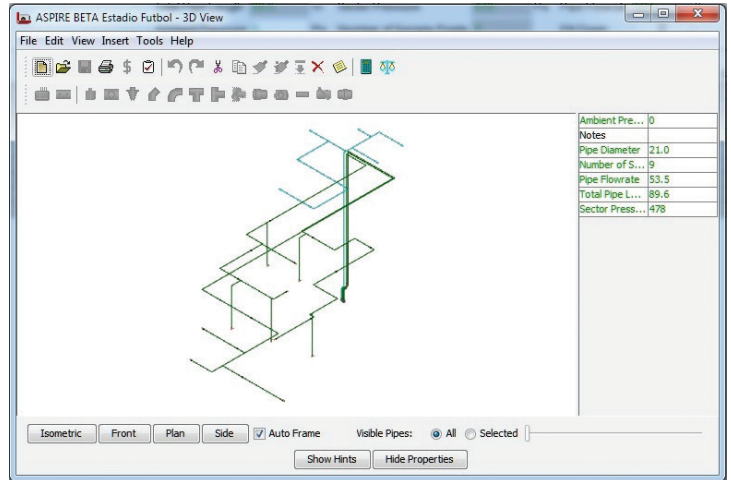 ASPIRE BETA Estadio Futbol - 3D View
File Edit View Insert Tools Help
Ambient Pre... 0
Notes
Pipe Diameter 21.0
Number of S... 9
Pipe Flowrate 53.5
Total Pipe L... 89.6
Sector Press... 478
Isometric Front Plan Side Auto Frame Visible Pipes: All Selected
Show Hints Hide Properties